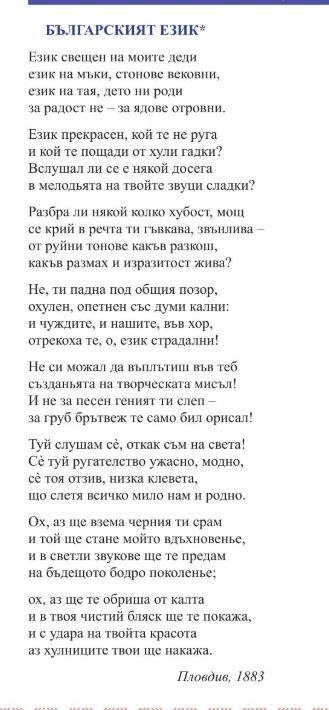 БЪЛГАРСКИЯТ ЕЗИК*
Език свещен на моите деди
език на мъки, стонове вековни,
език на тая, дето ни роди
за радост не – за ядове отровни.
Език прекрасен, кой те не руга
и кой те пощади от хули гадки?
Вслушал ли се е някой досега
в мелодьята на твойте звуци сладки?
Разбра ли някой колко хубост, мощ
се крий в речта ти гъвкава, звънлива –
от руйни тонове какъв разкош,
какъв размах и изразитост жива?
Не, ти падна под общия позор,
охулен, опетнен със думи кални:
и чуждите, и нашите, във хор,
отрекоха те, о, език страдални!
Не си можал да въплътиш във теб
създаньята на творческата мисъл!
И не за песен геният ти слеп –
за груб брътвеж те само бил орисал!
Туй слушам сѐ, откак съм на света!
Сѐ туй ругателство ужасно, модно,
сѐ тоя отзив, низка клевета,
що слетя всичко мило нам и родно.
Ох, аз ще взема черния ти срам
и той ще стане мойто вдъхновенье,
и в светли звукове ще те предам
на бъдещото бодро поколенье;
ох, аз ще те обриша от калта
и в твоя чистий бляск ще те покажа,
и с удара на твойта красота
аз хулниците твои ще накажа.
Пловдив, 1883